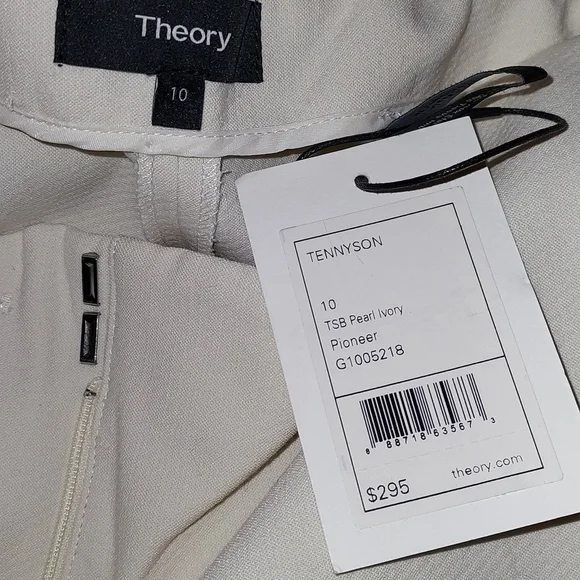 Theory
10
TENNYSON
10
TSB Pearl Ivory
Pioneer
G1005218
8 88718 63567 3
$295
theory.com